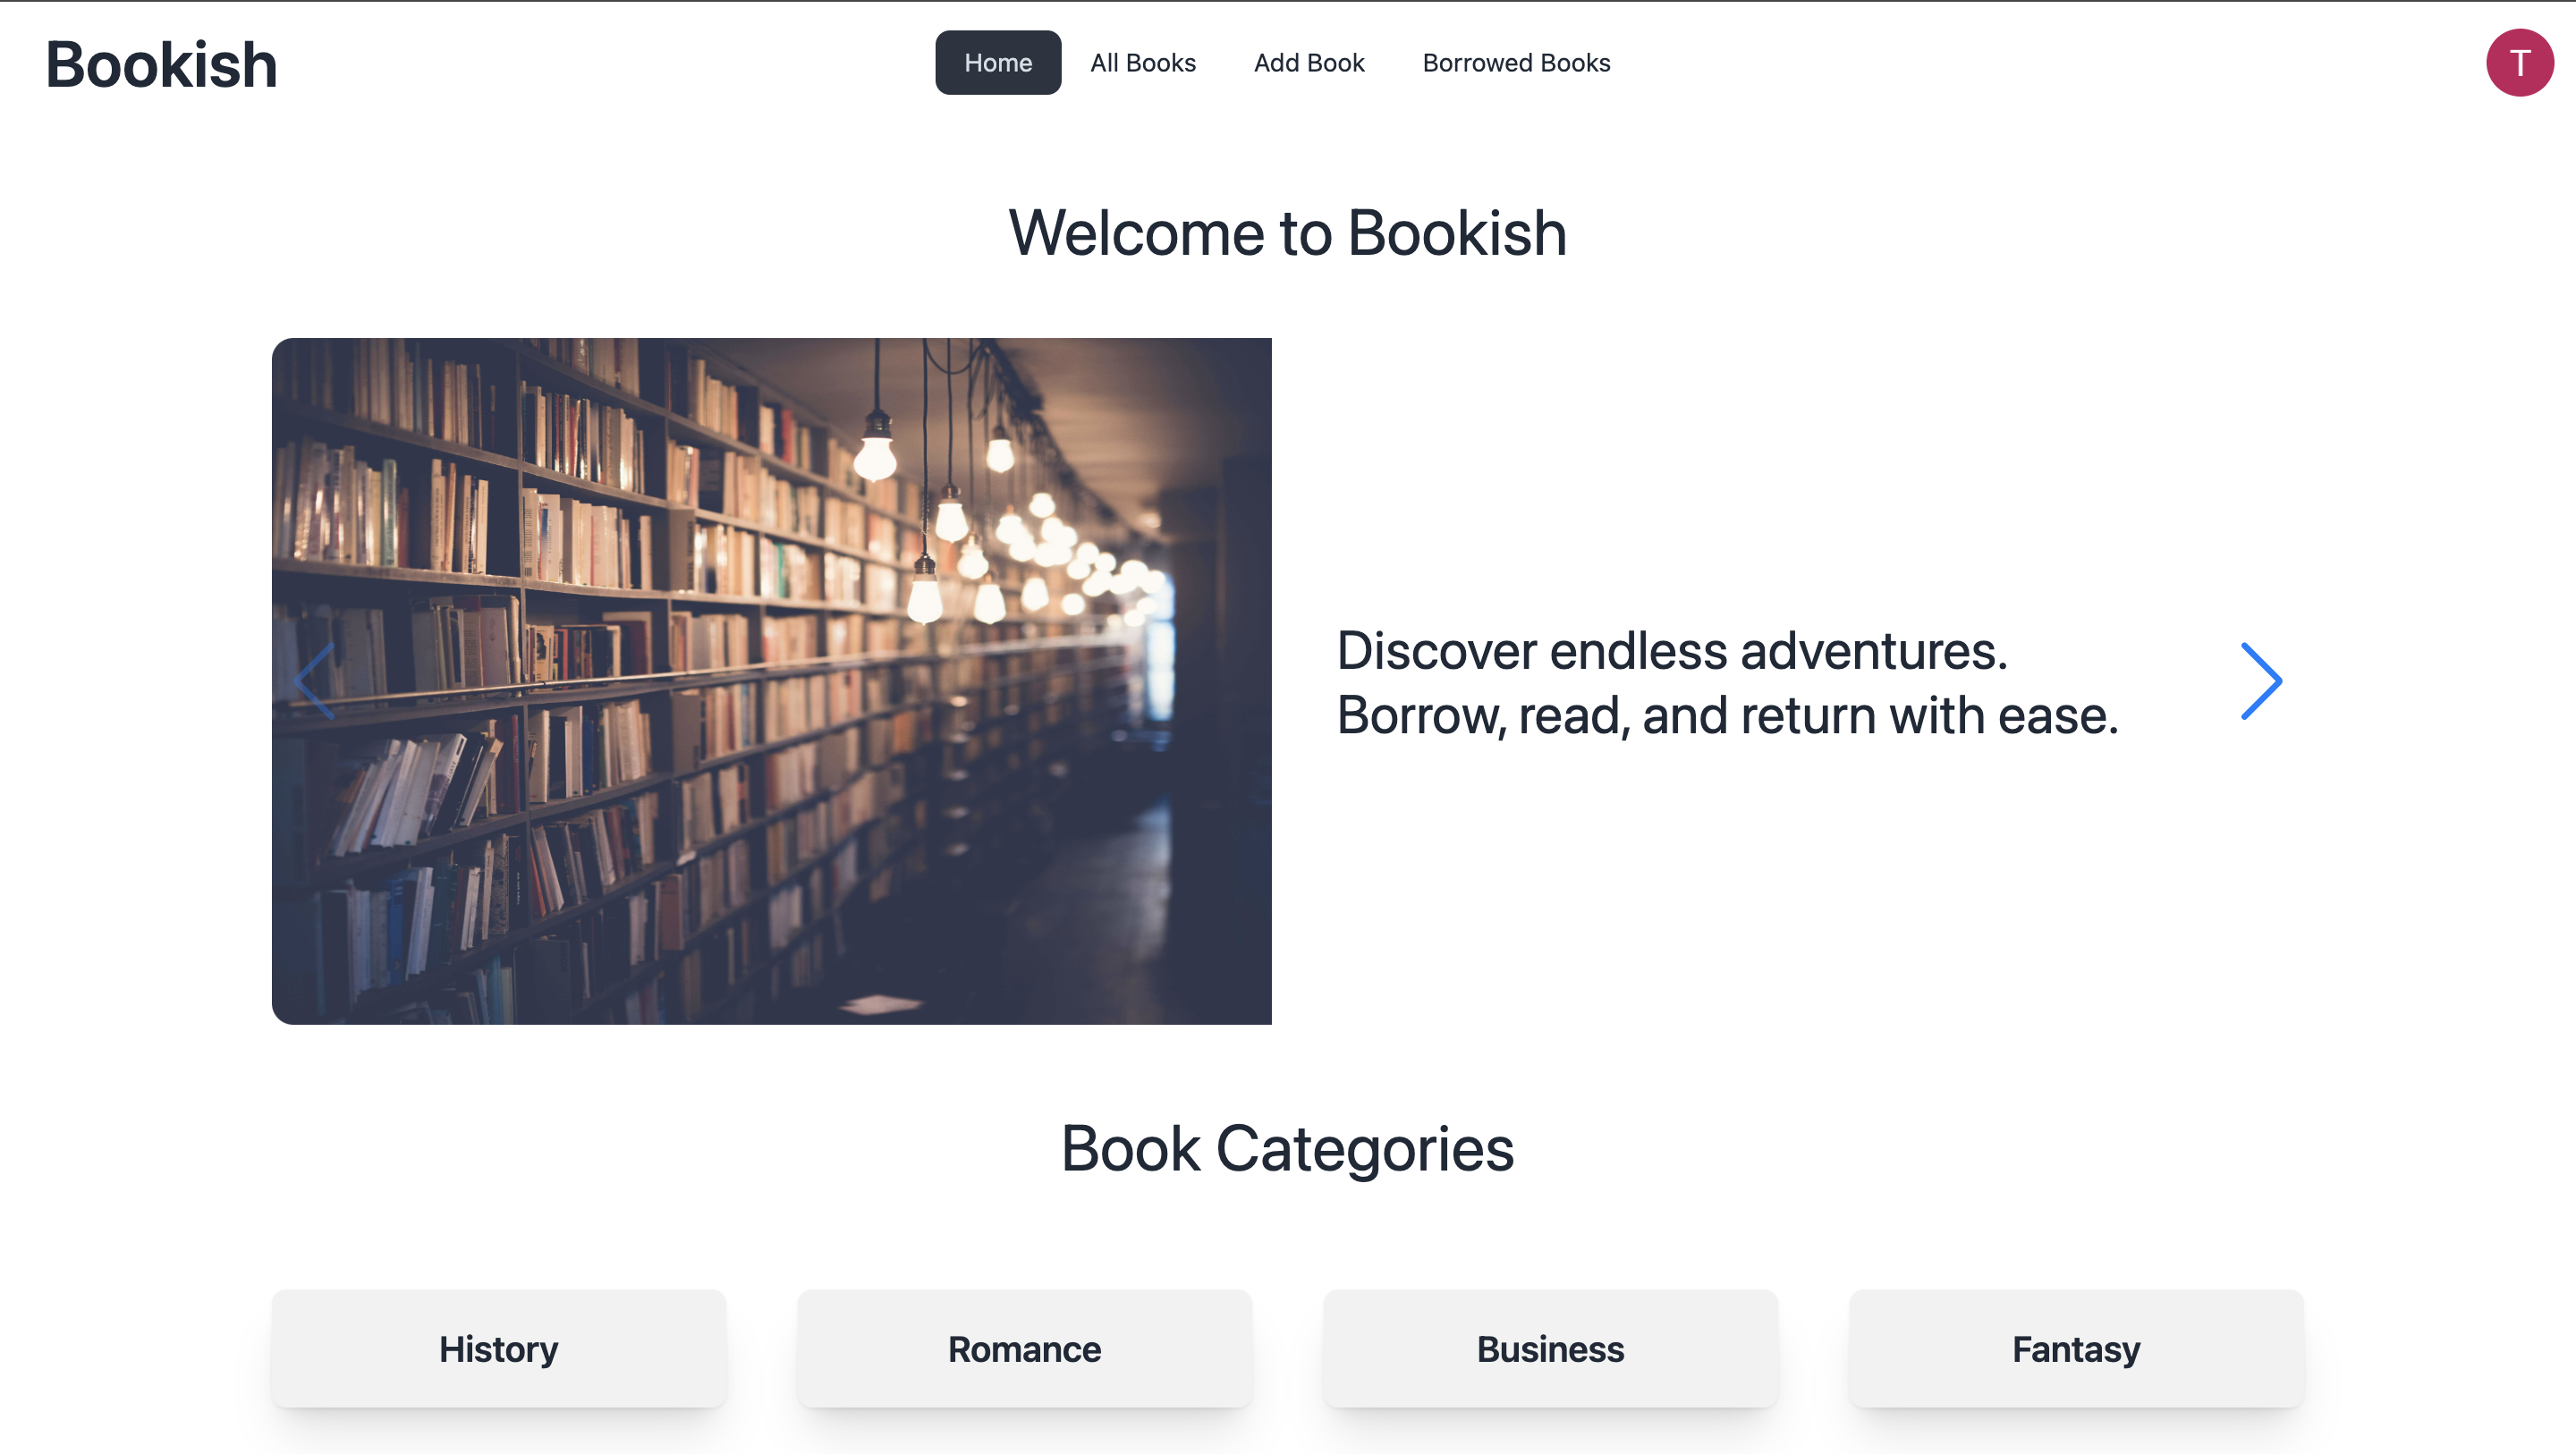 Bookish
Home
All Books
Add Book
Borrowed Books
T
Welcome to Bookish
Discover endless adventures.
Borrow, read, and return with ease.
Book Categories
History
Romance
Business
Fantasy